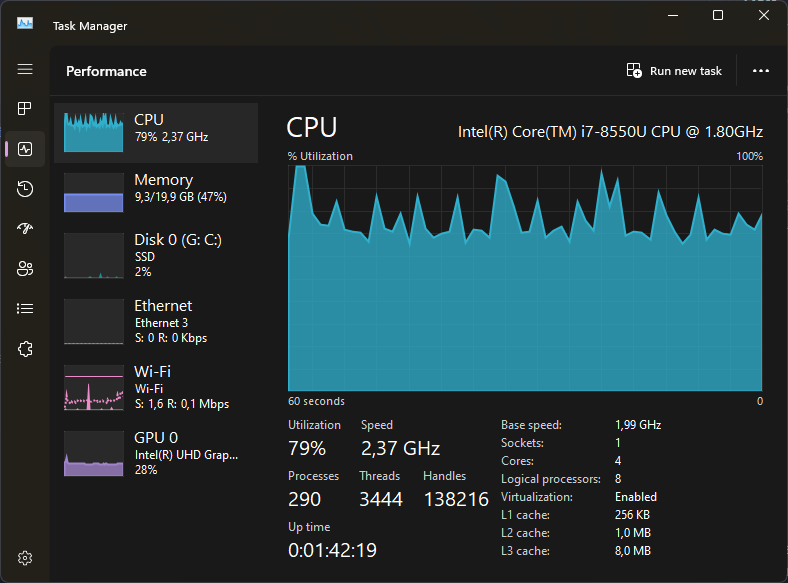 Task Manager
Performance
Run new task
CPU
79% 2,37 GHz
Memory
9,3/19,9 GB (47%)
Disk 0 (G: C:)
SSD
2%
Ethernet
Ethernet 3
S: 0 R: 0 Kbps
Wi-Fi
Wi-Fi
S: 1,6 R: 0,1 Mbps
GPU 0
Intel(R) UHD Grap...
28%
CPU
Intel(R) Core(TM) i7-8550U CPU @ 1.80GHz
% Utilization
100%
60 seconds
0
Utilization
Speed
79%
2,37 GHz
Processes
Threads
Handles
290
3444
138216
Up time
0:01:42:19
Base speed: 1,99 GHz
Sockets: 1
Cores: 4
Logical processors: 8
Virtualization: Enabled
L1 cache: 256 KB
L2 cache: 1,0 MB
L3 cache: 8,0 MB